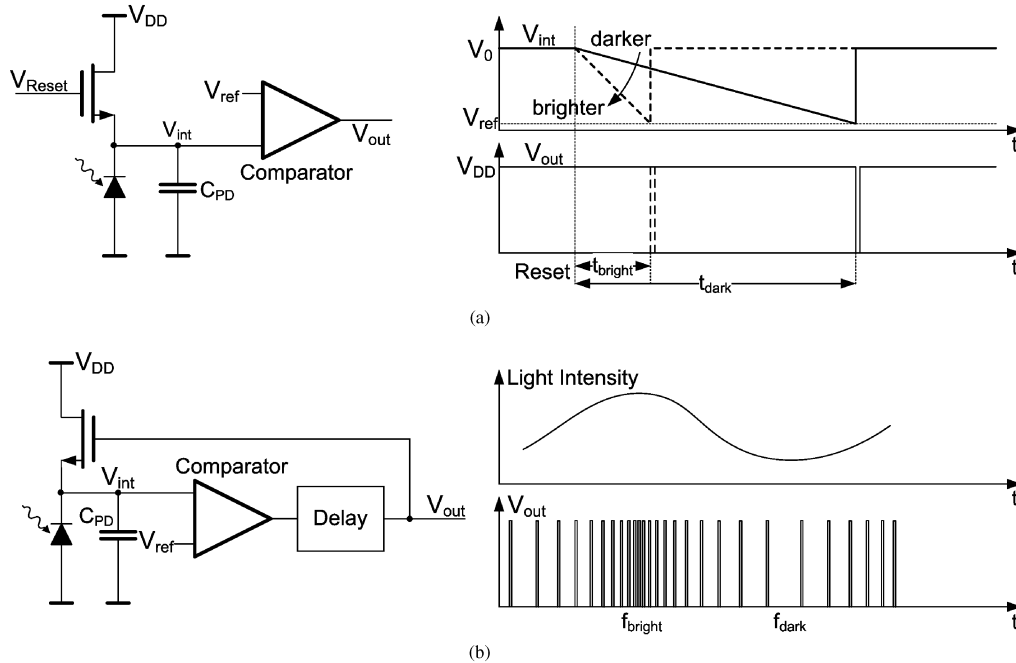 V_DD
V_Reset
V_ref
V_int
V_out
Comparator
C_PD
V_int
darker
V_0
brighter
V_ref
t
V_out
V_DD
t
Reset
t_bright
t_dark
(a)
V_DD
Comparator
V_int
C_PD
V_ref
Delay
V_out
Light Intensity
t
V_out
t
f_bright
f_dark
(b)